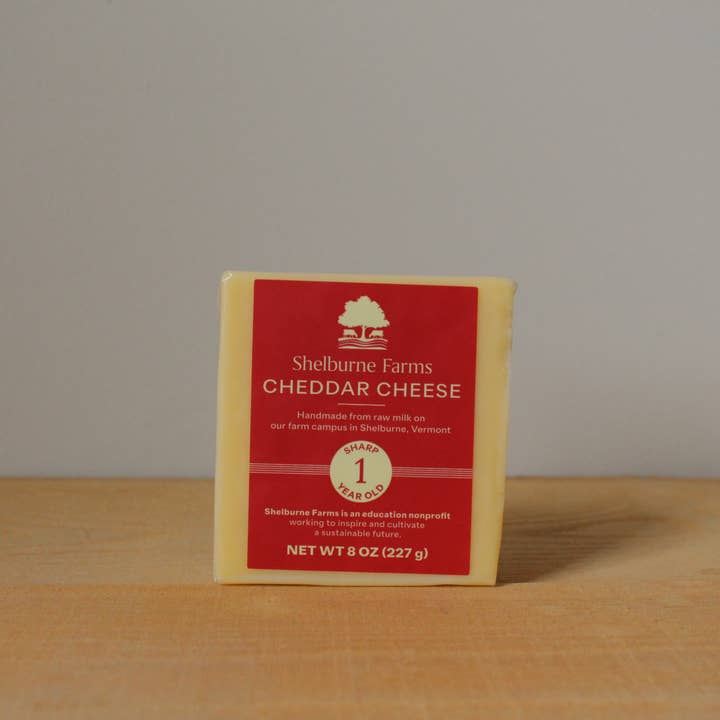 Shelburne Farms
CHEDDAR CHEESE
Handmade from raw milk on
our farm campus in Shelburne, Vermont
SHARP
1
YEAR OLD
Shelburne Farms is an education nonprofit
working to inspire and cultivate
a sustainable future.
NET WT 8 OZ (227 g)